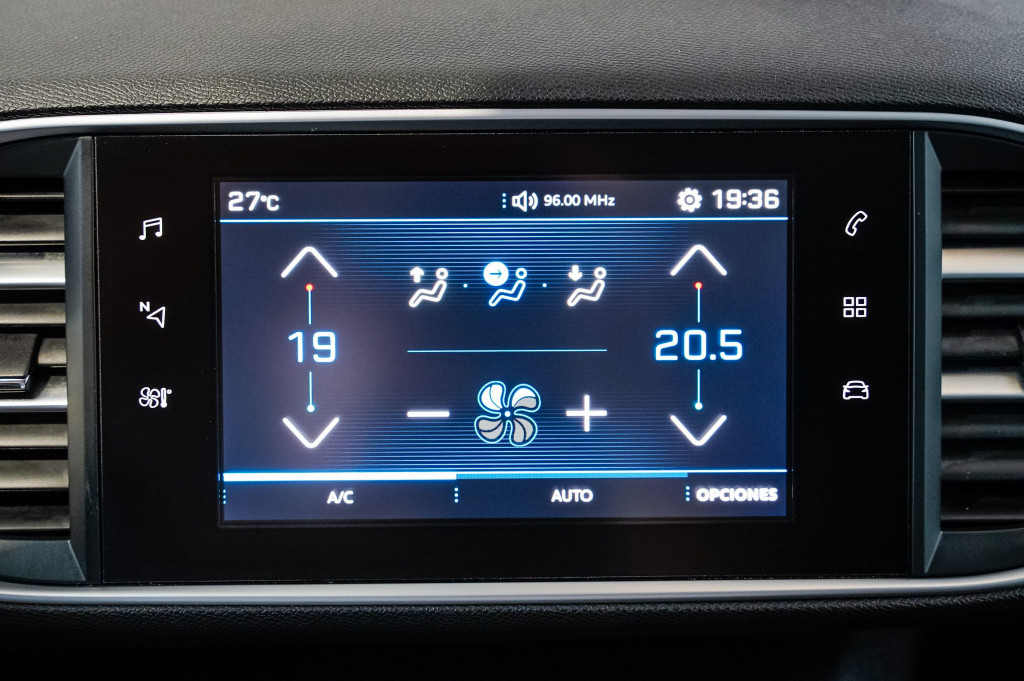 27°C
96.00 MHz
19:36
N
19
20.5
A/C
AUTO
OPCIONES